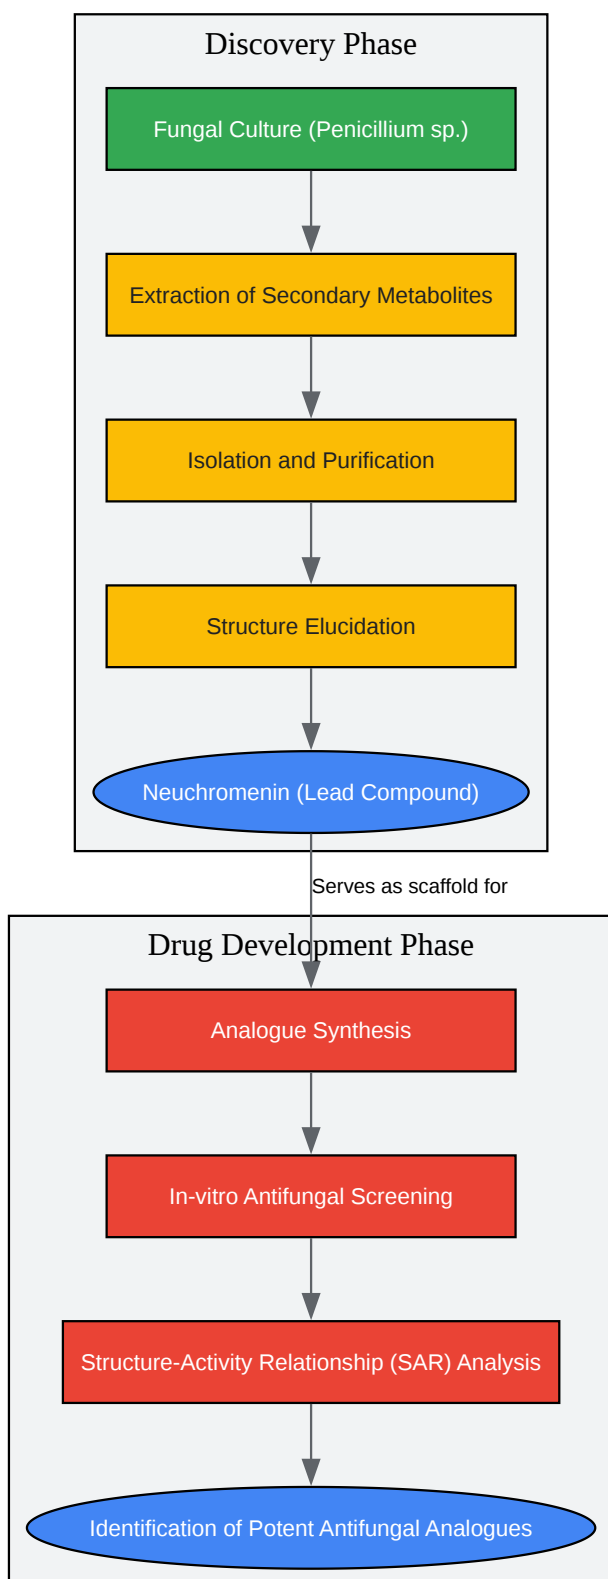 Discovery Phase
Fungal Culture (Penicillium sp.)
Extraction of Secondary Metabolites
Isolation and Purification
Structure Elucidation
Neuchromenin (Lead Compound)
Serves as scaffold for
Drug Development Phase
Analogue Synthesis
In-vitro Antifungal Screening
Structure-Activity Relationship (SAR) Analysis
Identification of Potent Antifungal Analogues